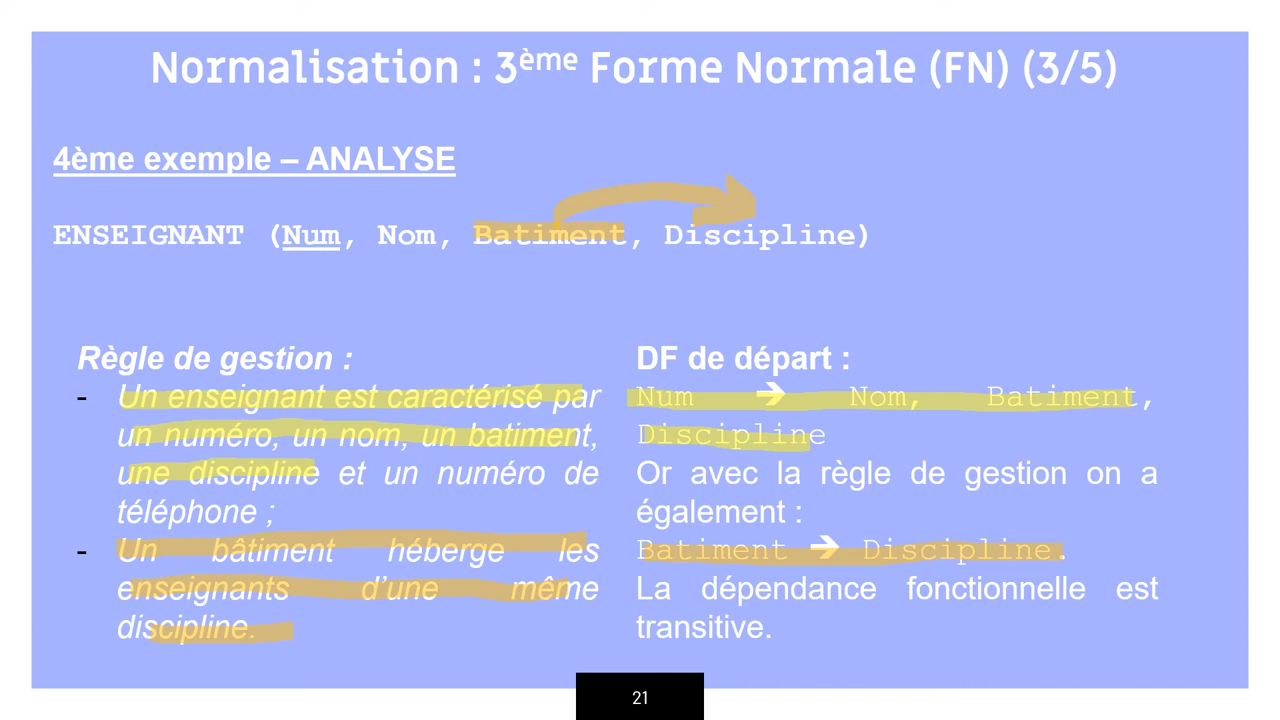 Normalisation : 3ème Forme Normale (FN) (3/5)
4ème exemple – ANALYSE
ENSEIGNANT (Num, Nom, Batiment, Discipline)
Règle de gestion :
- Un enseignant est caractérisé par
un numéro, un nom, un batiment,
une discipline et un numéro de
téléphone ;
- Un bâtiment héberge les
enseignants d'une même
discipline.
DF de départ :
Num ➔ Nom, Batiment,
Discipline
Or avec la règle de gestion on a
également :
Batiment ➔ Discipline.
La dépendance fonctionnelle est
transitive.
21